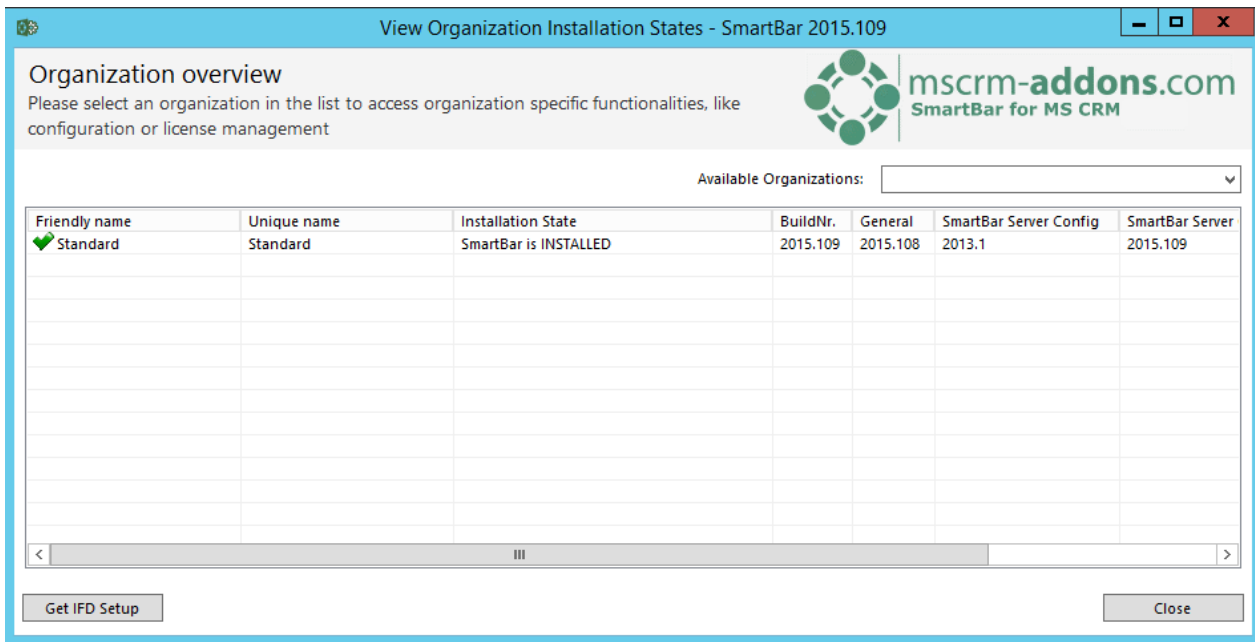 View Organization Installation States - SmartBar 2015.109
Organization overview
Please select an organization in the list to access organization specific functionalities, like
configuration or license management
mscrm-addons.com
SmartBar for MS CRM
Available Organizations:
Friendly name Unique name Installation State BuildNr. General SmartBar Server Config SmartBar Server
Standard Standard SmartBar is INSTALLED 2015.109 2015.108 2013.1 2015.109
Get IFD Setup Close